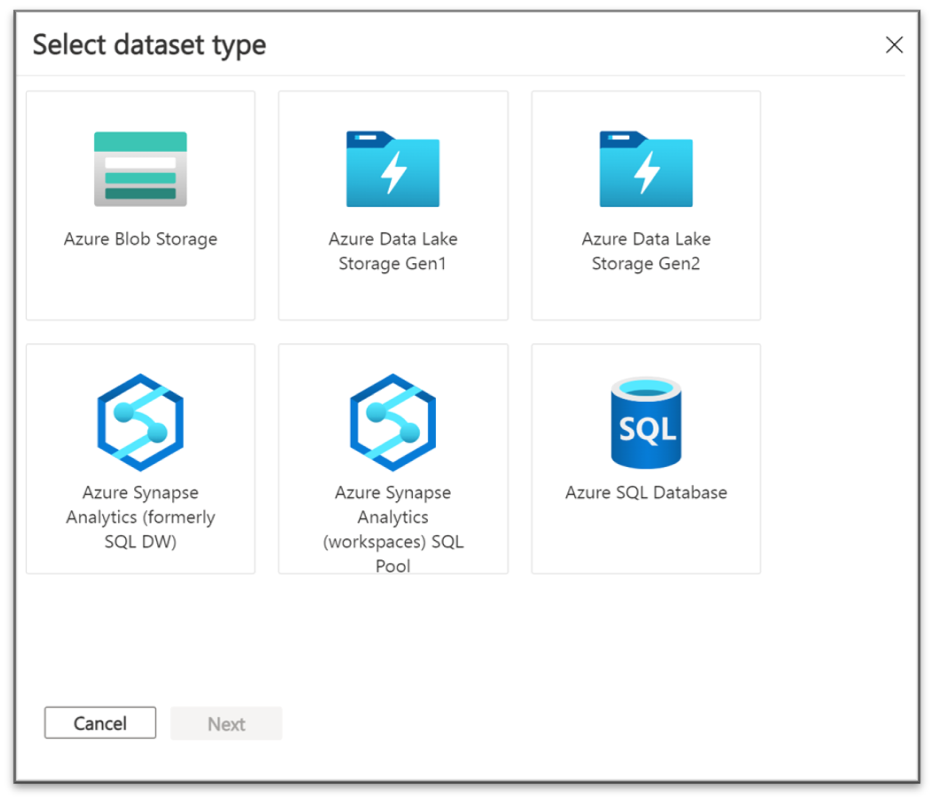 Select dataset type
Azure Blob Storage
Azure Data Lake
Storage Gen1
Azure Data Lake
Storage Gen2
Azure Synapse
Analytics (formerly
SQL DW)
Azure Synapse
Analytics
(workspaces) SQL
Pool
SQL
Azure SQL Database
Cancel
Next